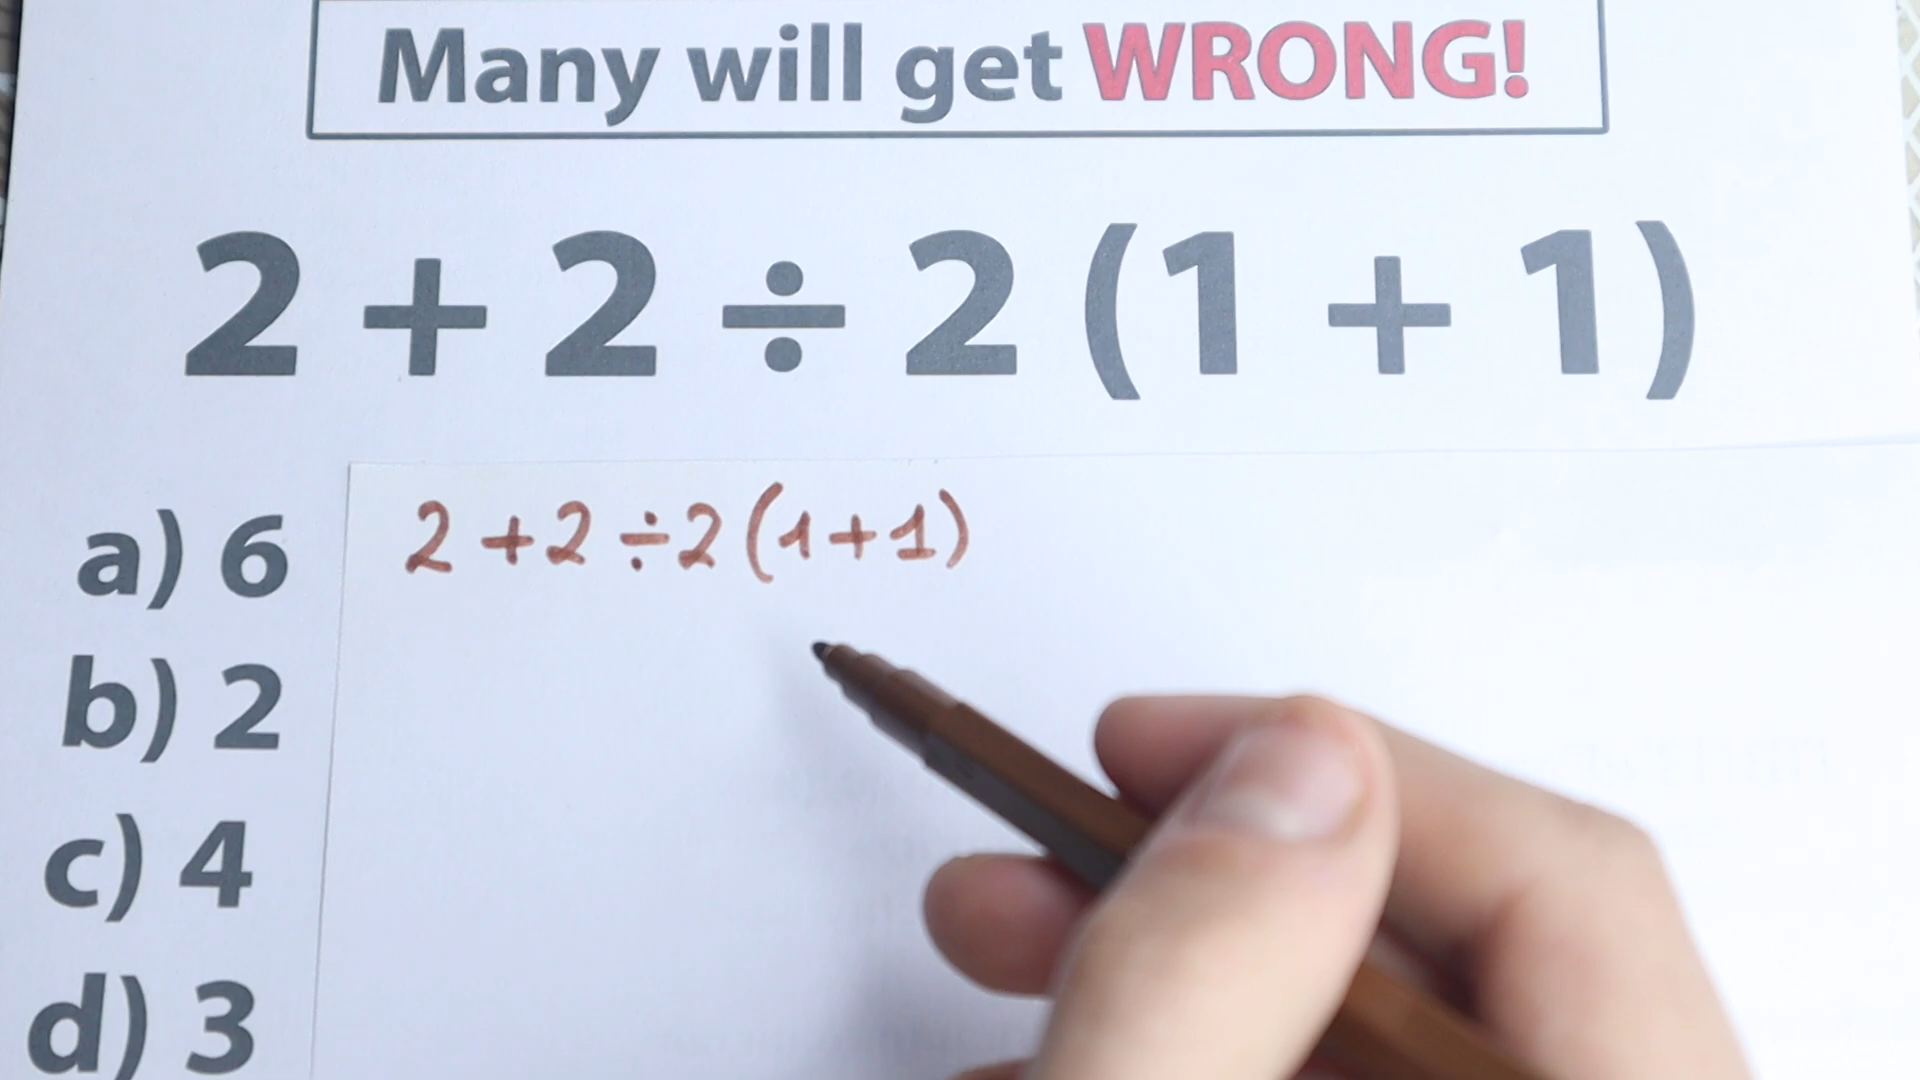 Many will get WRONG!
2 + 2 ÷ 2 (1 + 1)
2 + 2 ÷ 2 (1 + 1)
a) 6
b) 2
c) 4
d) 3